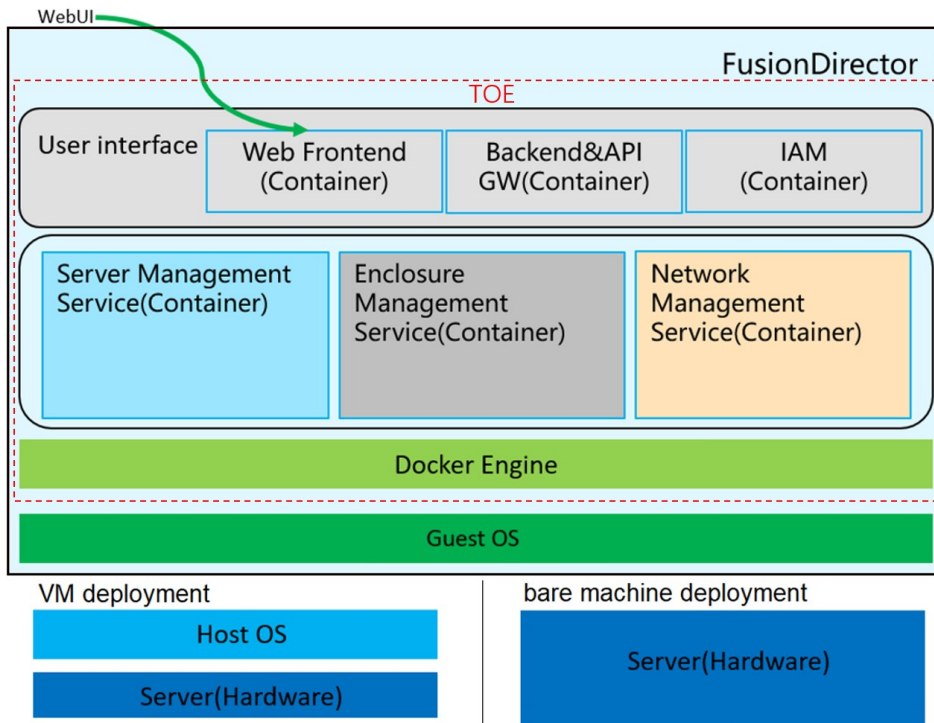 WebUI
FusionDirector
TOE
User interface
Web Frontend
(Container)
Backend&API
GW(Container)
IAM
(Container)
Server Management
Service(Container)
Enclosure
Management
Service(Container)
Network
Management
Service(Container)
Docker Engine
Guest OS
VM deployment
Host OS
Server(Hardware)
bare machine deployment
Server(Hardware)